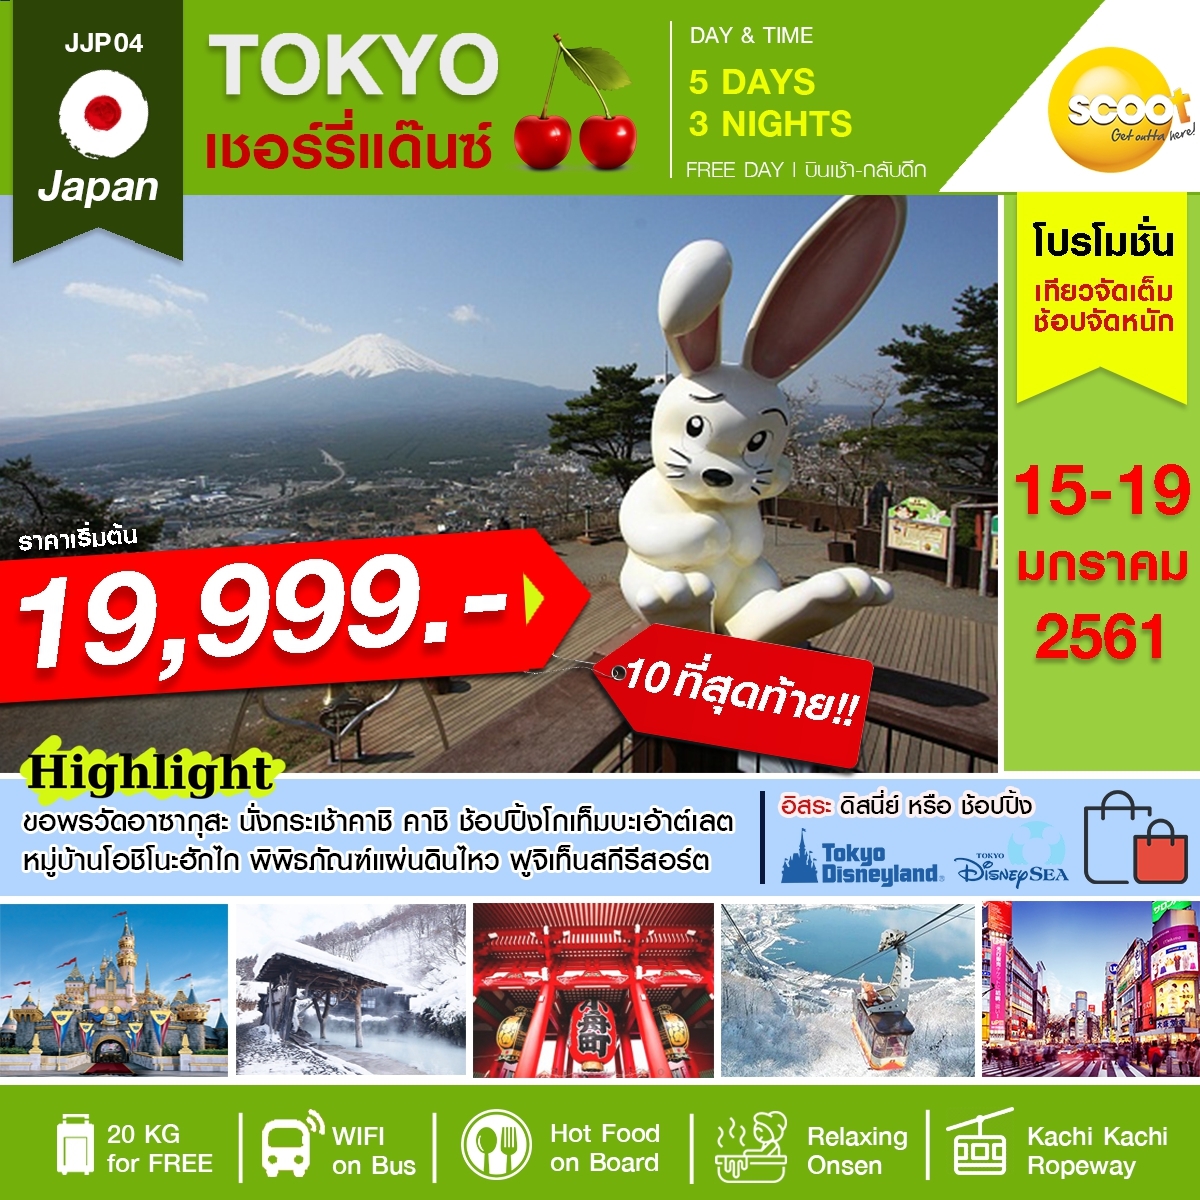 JJP04
Japan
TOKYO
เชอร์รี่แด๊นซ์
DAY & TIME
5 DAYS
3 NIGHTS
FREE DAY | บินเช้า-กลับดึก
scoot
Get outta here!
โปรโมชั่น
เที่ยวจัดเต็ม
ช้อปจัดหนัก
15-19
มกราคม
2561
ราคาเริ่มต้น
19,999.-
10 ที่สุดท้าย!!
Highlight
ขอพรวัดอาซากุสะ นั่งกระเช้าคาชิ คาชิ ช้อปปิ้งโกเท็มบะเอ้าต์เลต
หมู่บ้านโอชิโนะฮักไก พิพิธภัณฑ์แผ่นดินไหว ฟูจิเท็นสกีรีสอร์ต
อิสระ ดิสนี่ย์ หรือ ช้อปปิ้ง
Tokyo
Disneyland®
TOKYO
DisneySEA
小舟町
20 KG
for FREE
WIFI
on Bus
Hot Food
on Board
Relaxing
Onsen
Kachi Kachi
Ropeway